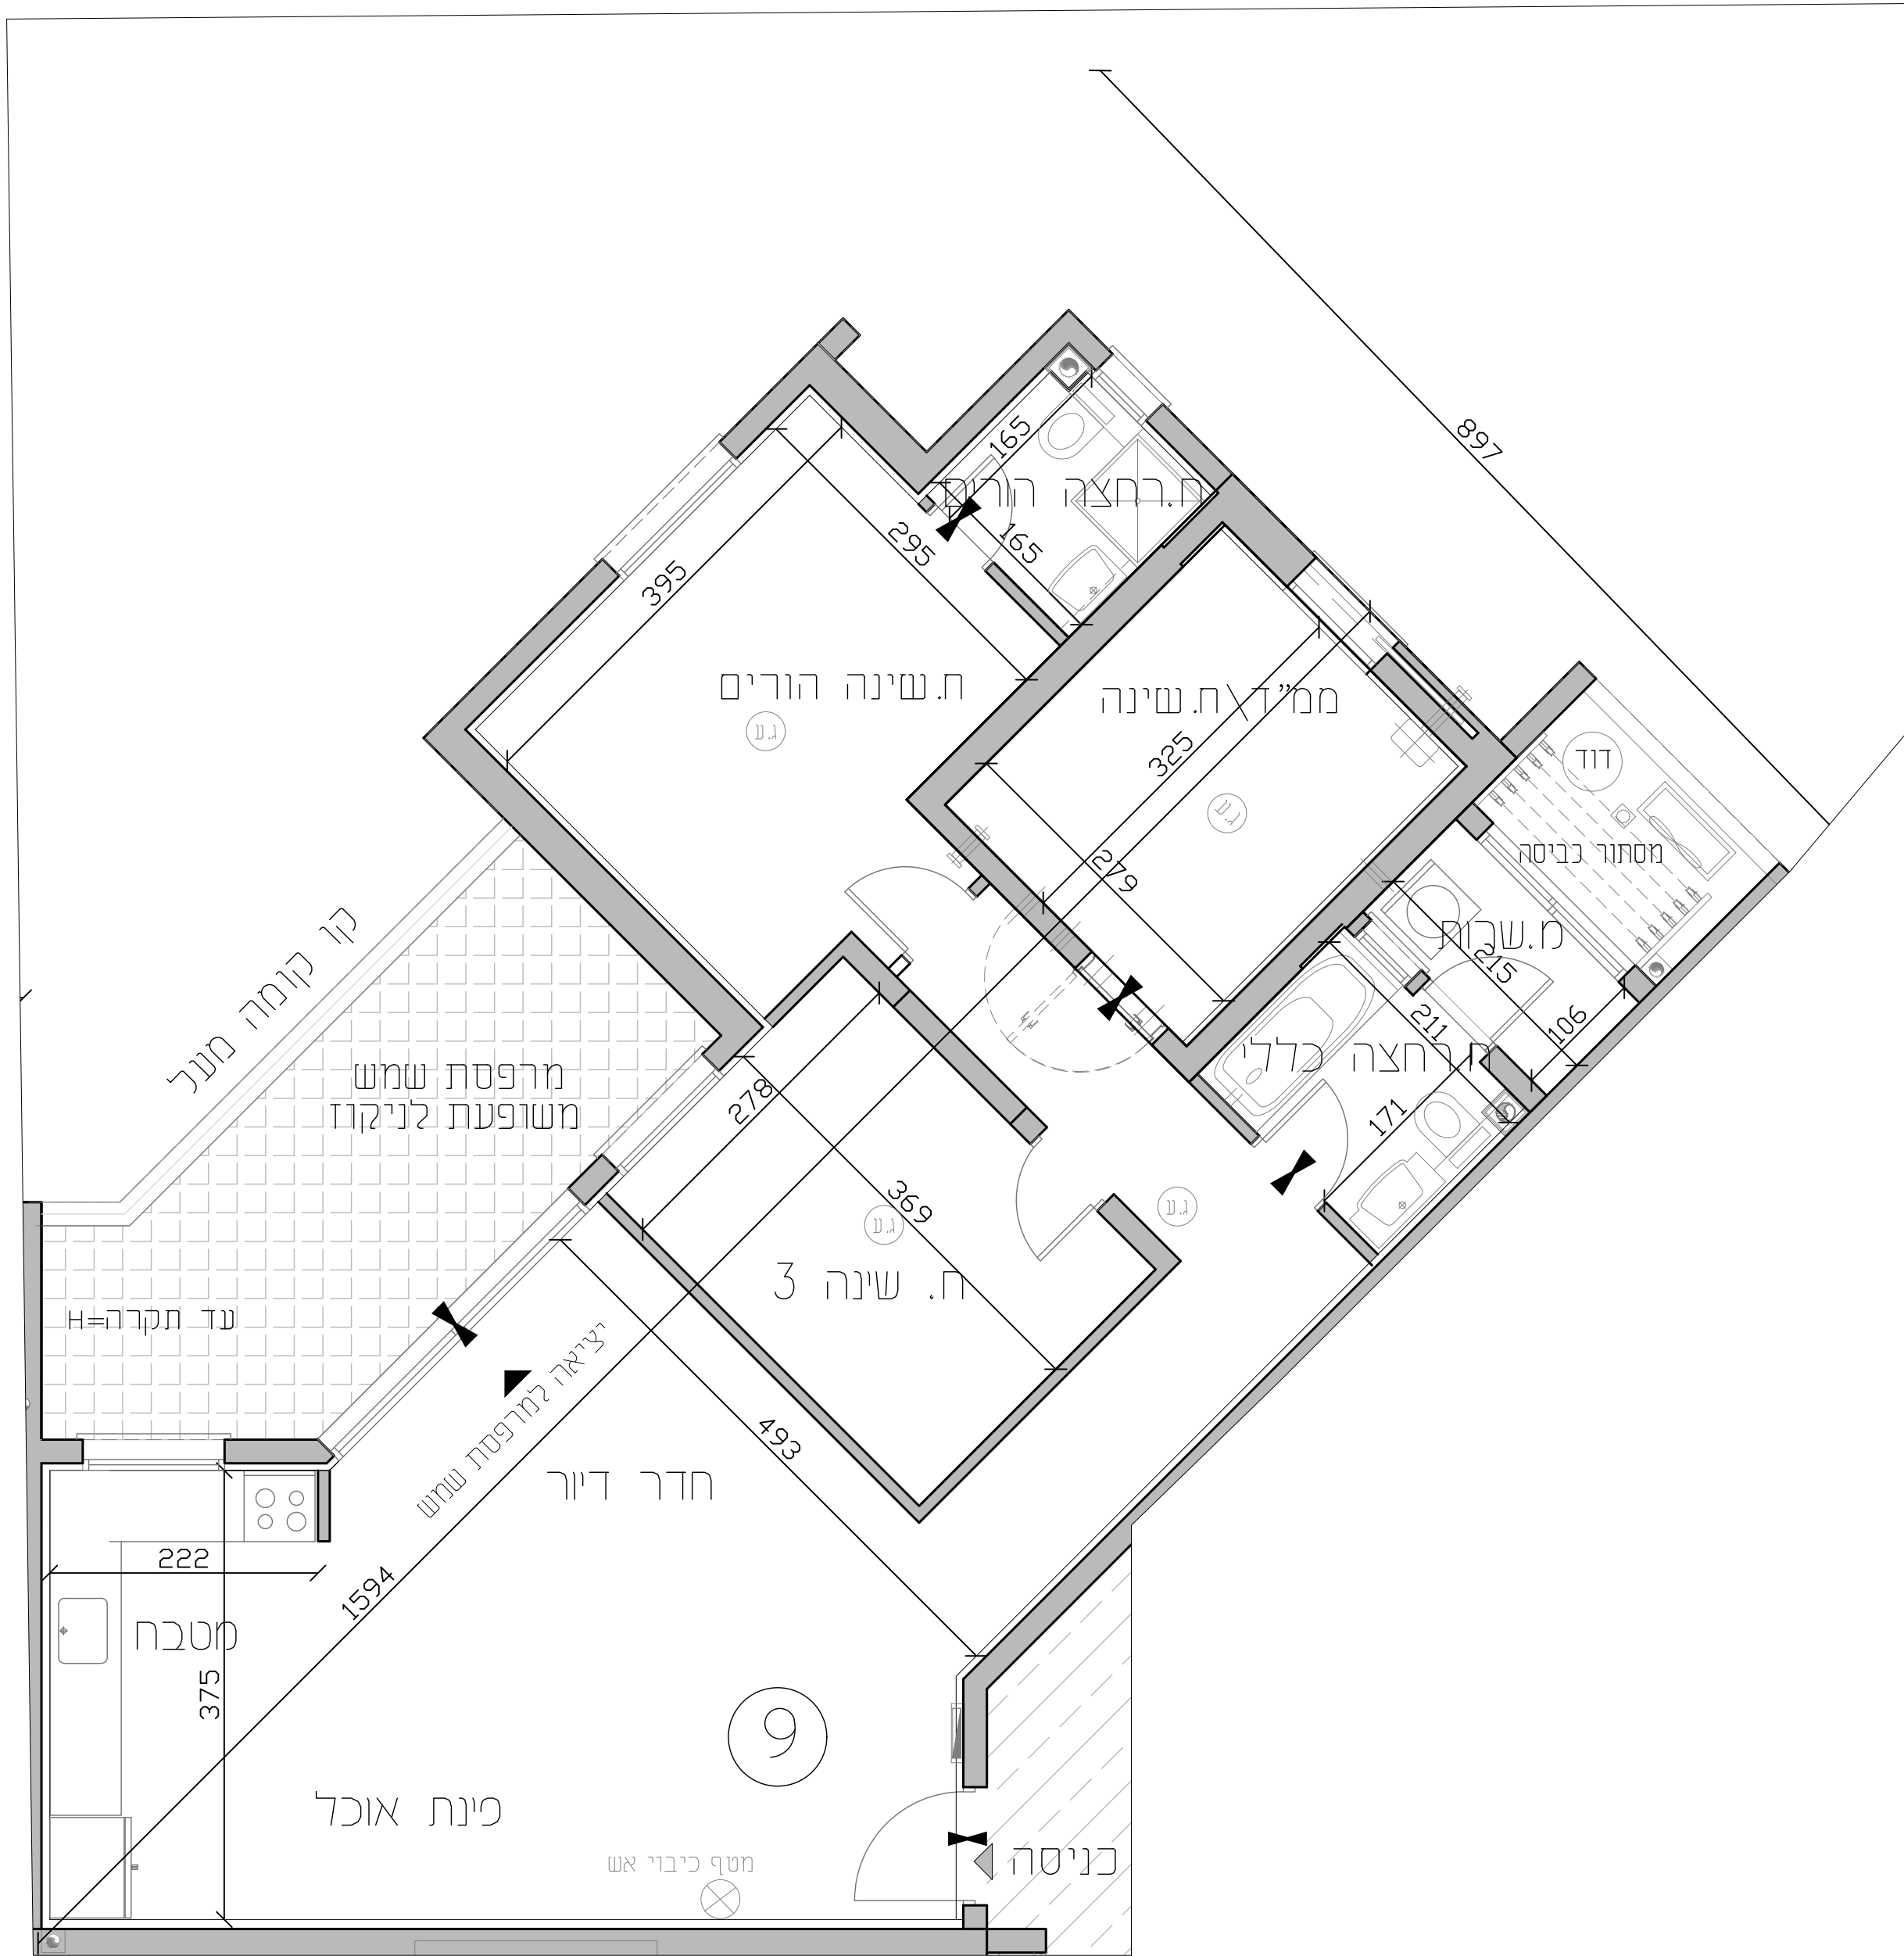 897
165
ח.רחצה הורים
165
295
395
ח.שינה הורים
ג.ע
ממ"ד\ח.שינה
325
ג.ע
279
דוד
מסתור כביסה
מ.שרות
215
106
211
ח.רחצה כללי
171
קו קומה מעל
מרפסת שמש
משופעת לניקוז
278
369
ג.ע
ג.ע
ח. שינה 3
עד תקרה=H
יציאה למרפסת שמש
493
חדר דיור
222
1594
מטבח
375
9
פינת אוכל
מטף כיבוי אש
כניסה